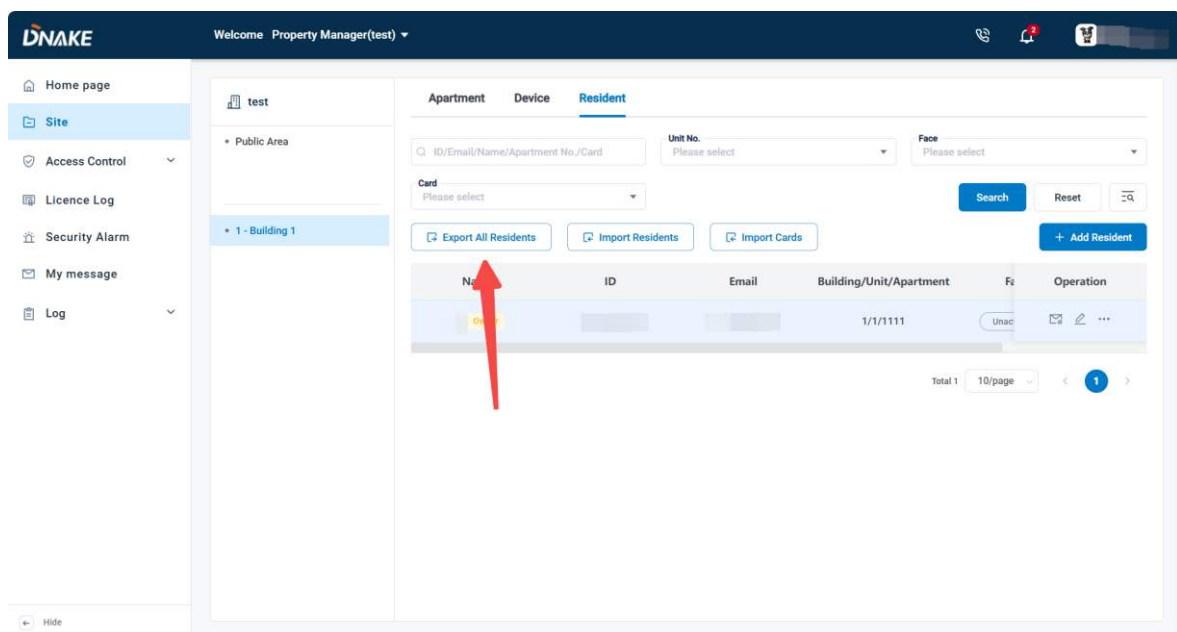 DNAKE
Welcome Property Manager(test)
2
Home page
Site
Access Control
Licence Log
Security Alarm
My message
Log
Hide
test
Public Area
1 - Building 1
Apartment Device Resident
ID/Email/Name/Apartment No./Card
Unit No.
Please select
Face
Please select
Card
Please select
Search Reset
Export All Residents Import Residents Import Cards + Add Resident
ID Email Building/Unit/Apartment Operation
1/1/1111
Total 1 10/page 1